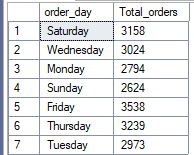 order_day Total_orders
1 Saturday 3158
2 Wednesday 3024
3 Monday 2794
4 Sunday 2624
5 Friday 3538
6 Thursday 3239
7 Tuesday 2973